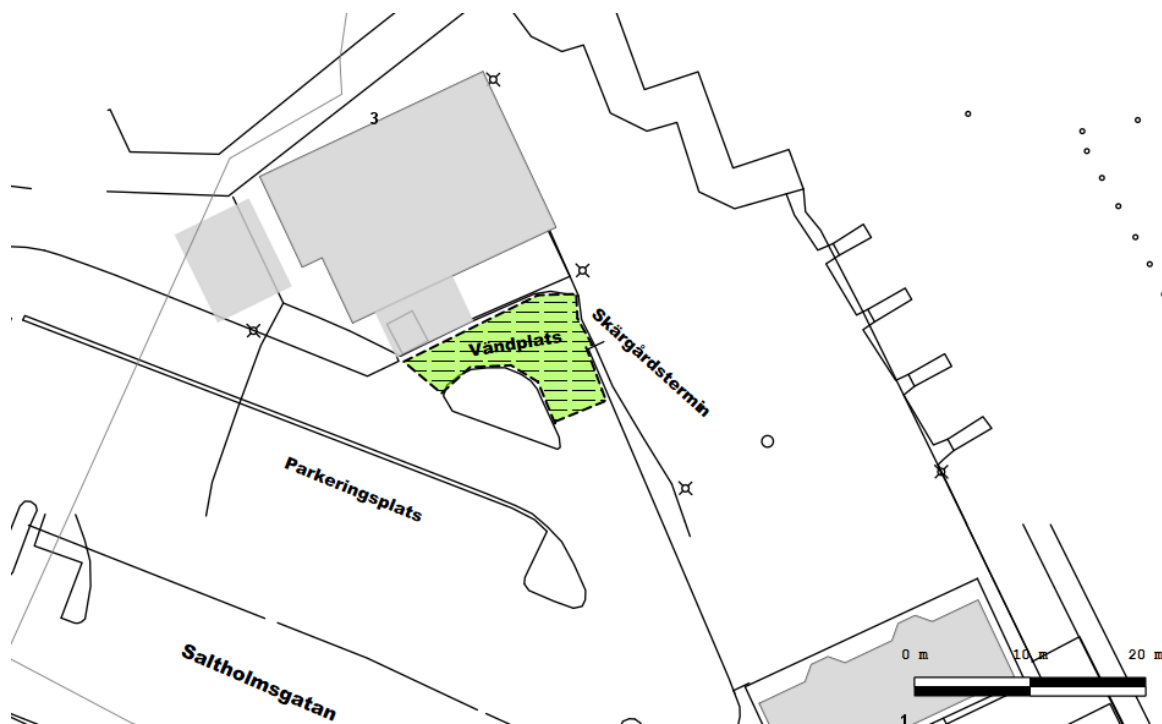 3
Vändplats
Skärgårdstermin
Parkeringsplats
Saltholmsgatan
0 m 10 m 20 m
1